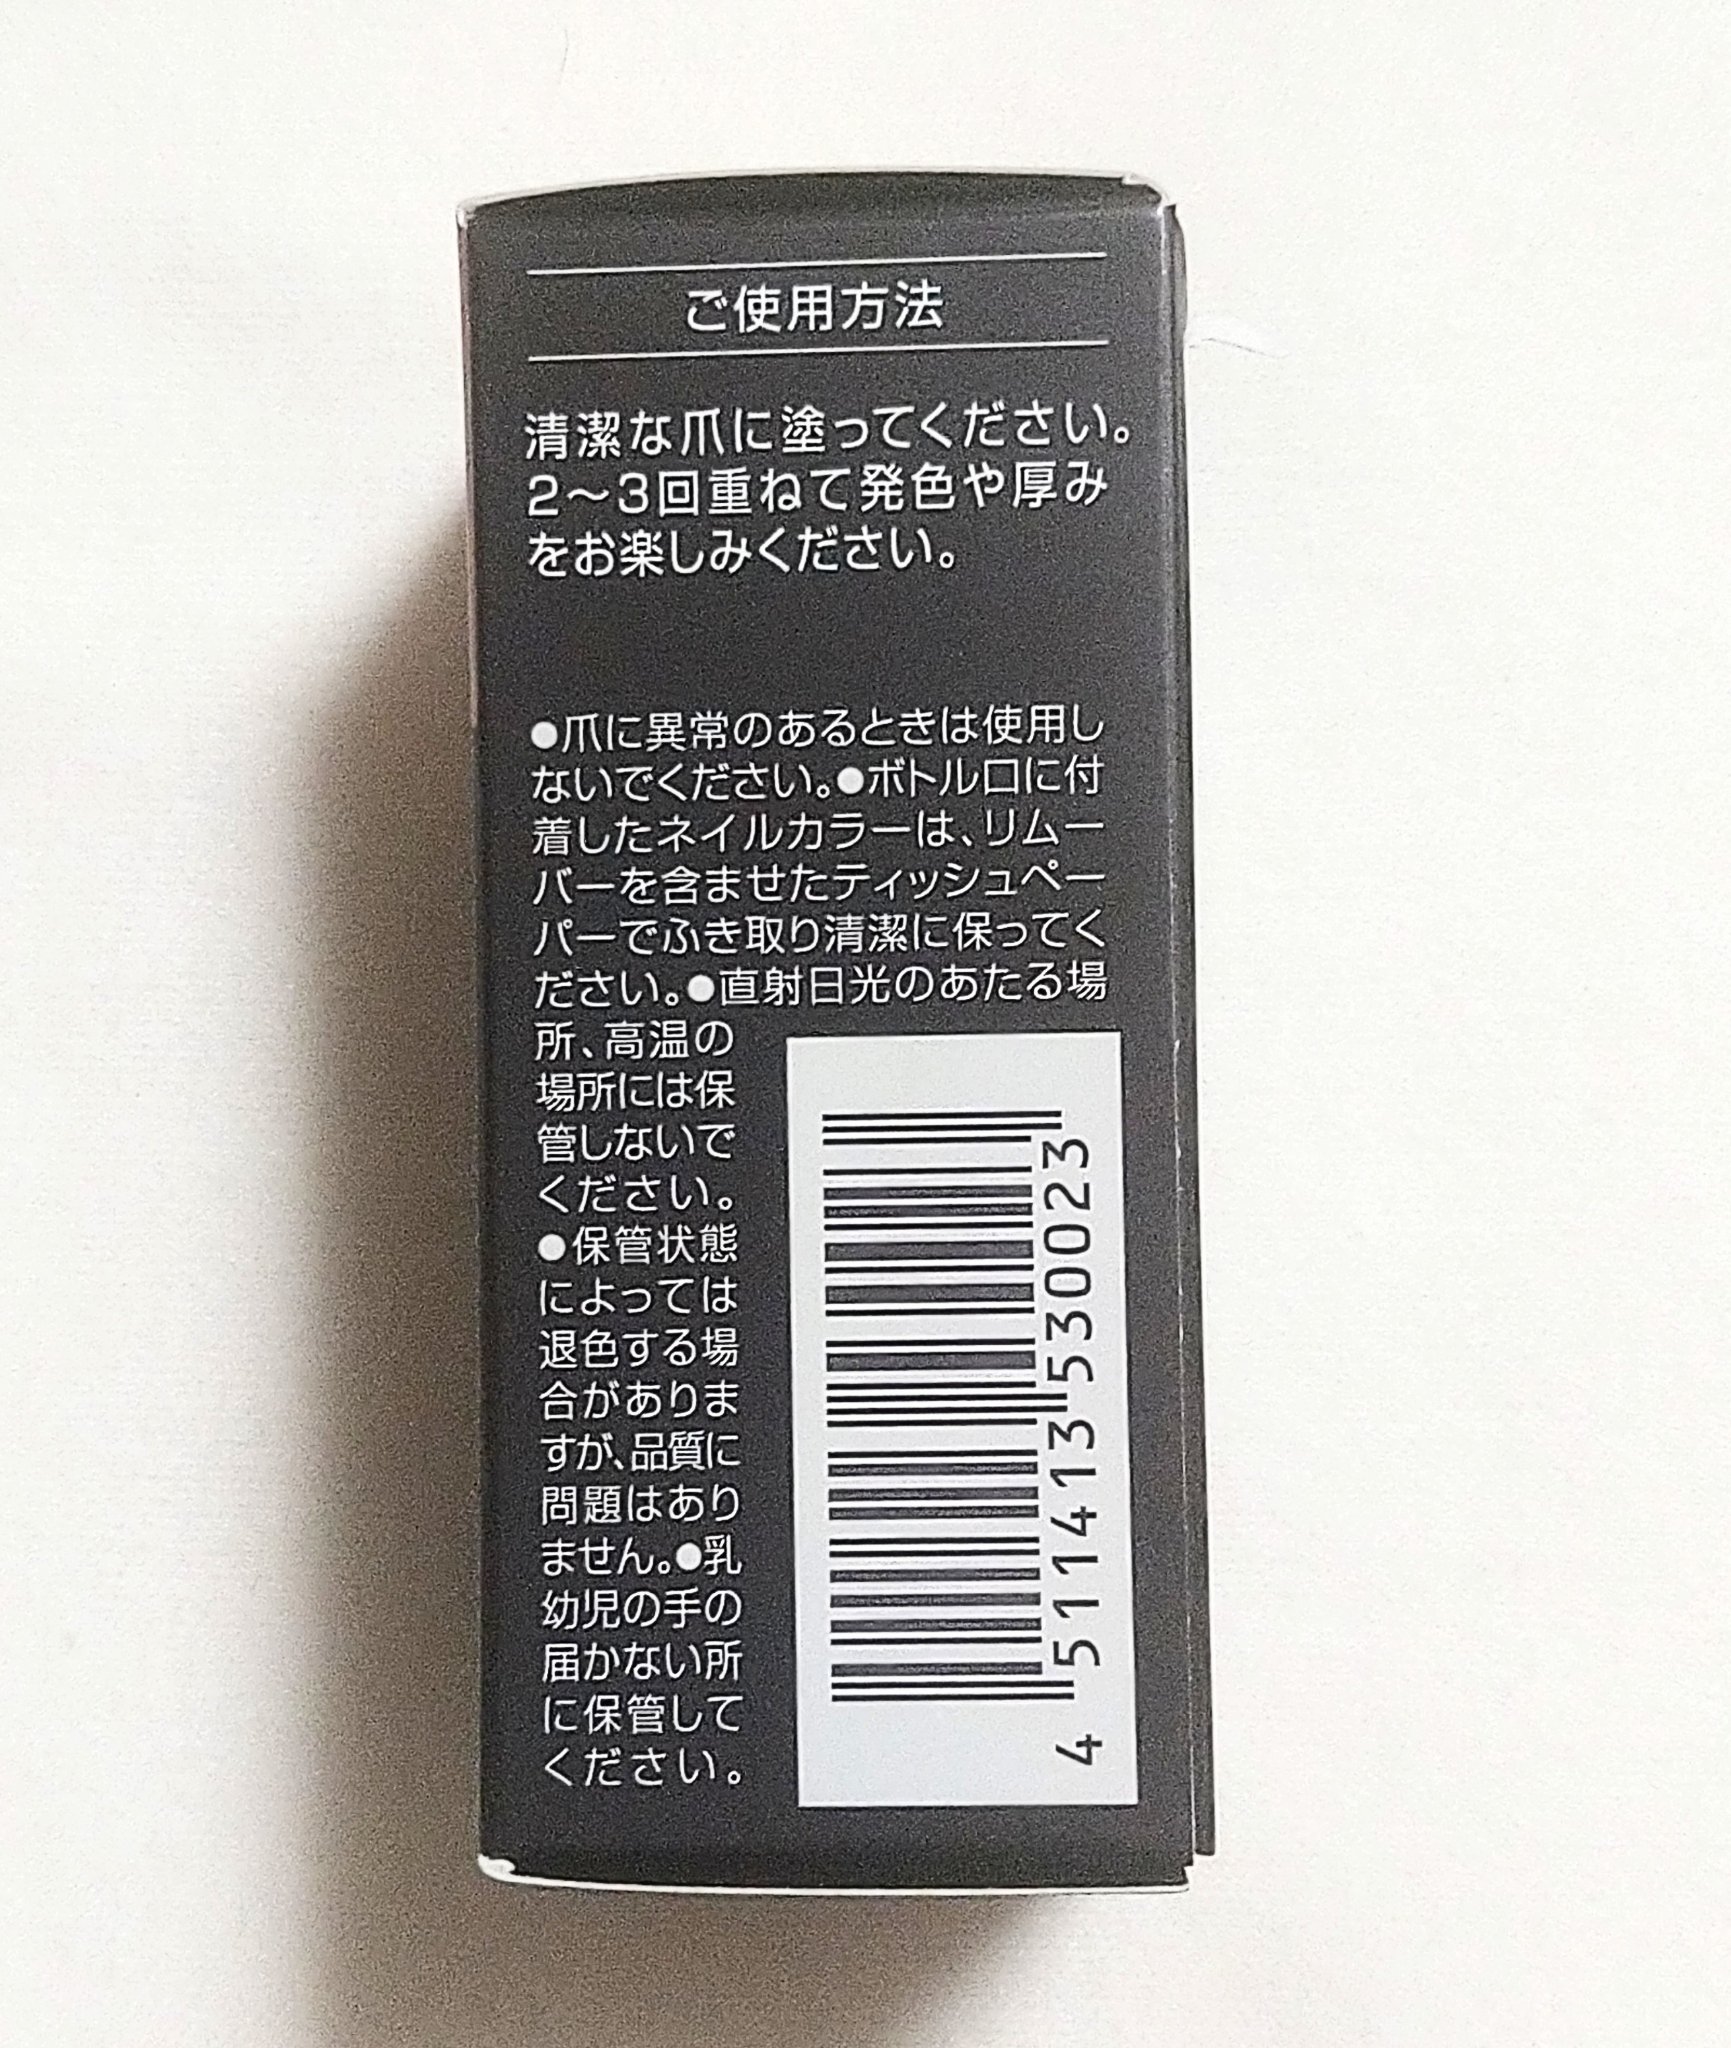 ご使用方法
清潔な爪に塗ってください。
2〜3回重ねて発色や厚み
をお楽しみください。
●爪に異常のあるときは使用し
ないでください。●ボトル口に付
着したネイルカラーは、リムー
バーを含ませたティッシュペー
パーでふき取り清潔に保ってく
ださい。●直射日光のあたる場
所、高温の
場所には保
管しないで
ください。
●保管状態
によっては
退色する場
合がありま
すが、品質に
問題はあり
ません。●乳
幼児の手の
届かない所
に保管して
ください。
4 511413 530023